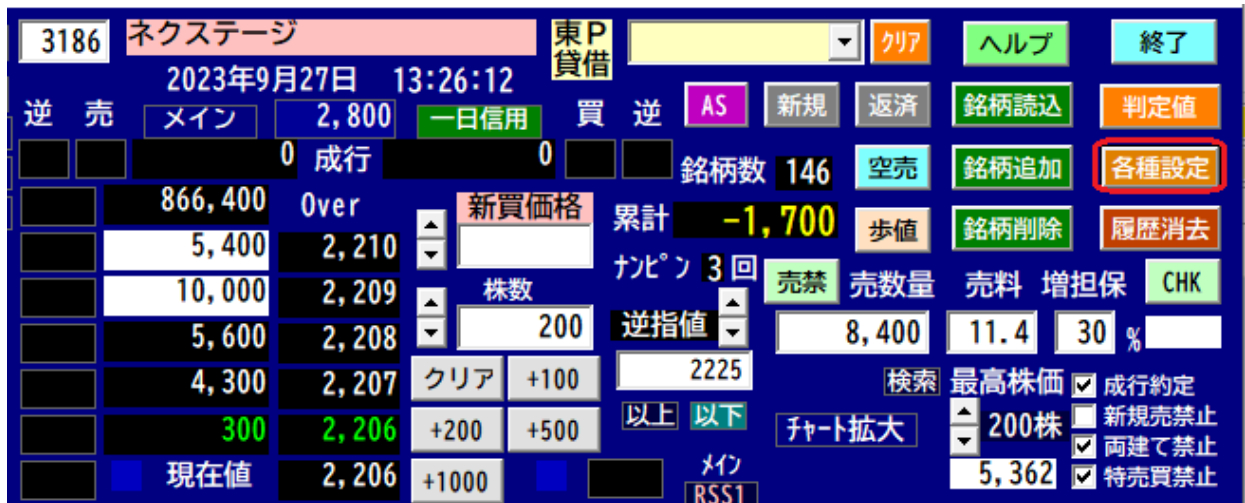 3186 ネクステージ 東P貸借 クリア ヘルプ 終了
2023年9月27日 13:26:12
逆 売 メイン 2,800 一日信用 買 逆 AS 新規 返済 銘柄読込 判定値
0 成行 0 銘柄数 146 空売 銘柄追加 各種設定
866,400 Over 新買価格 累計 -1,700 歩値 銘柄削除 履歴消去
5,400 2,210 ナンピン 3回 売禁 売数量 売料 増担保 CHK
10,000 2,209 株数
5,600 2,208 200 逆指値 8,400 11.4 30 %
4,300 2,207 クリア +100 2225 検索 最高株価 成行約定
300 2,206 +200 +500 以上 以下 チャート拡大 200株 新規売禁止
両建て禁止
現在値 2,206 +1000 メイン 5,362 特売買禁止
RSS1